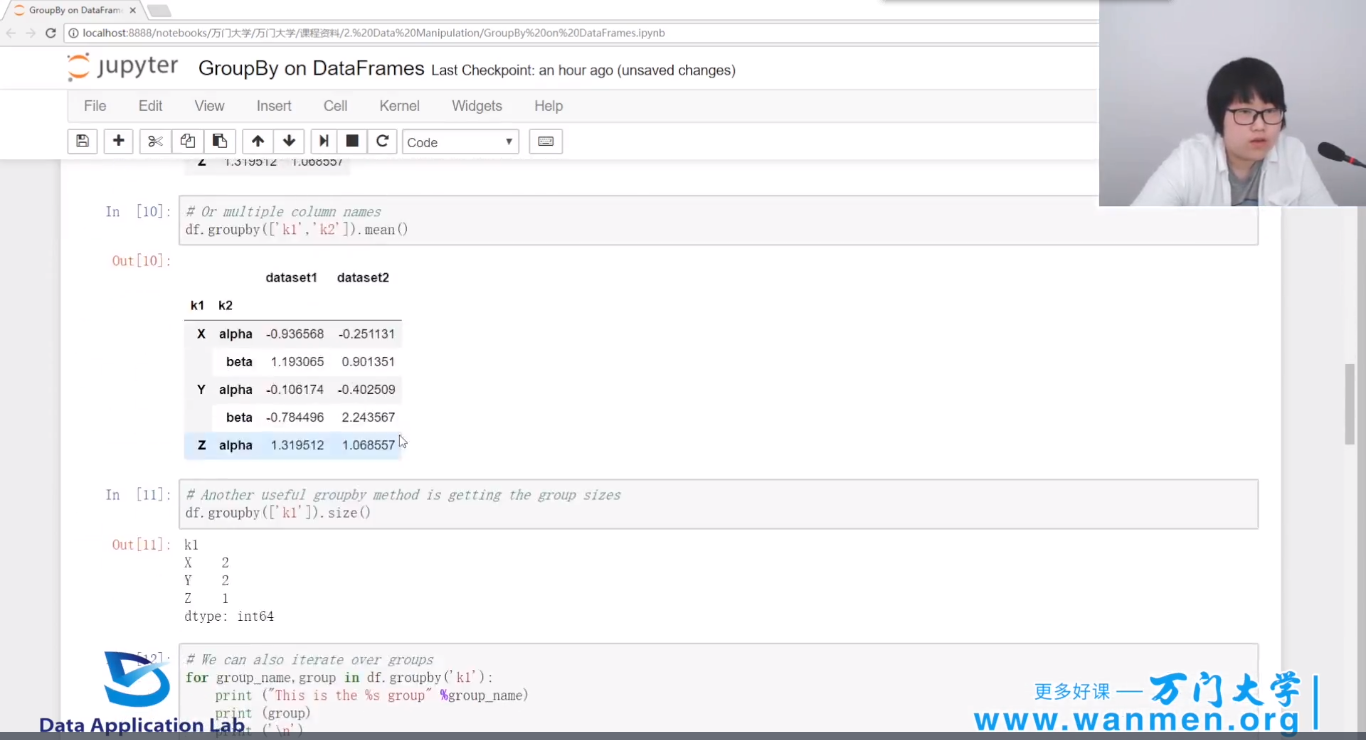 GroupBy on DataFram
localhost:8888/notebooks/万门大学/万门大学/课程资料/2.%20Data%20Manipulation/GroupBy%20on%20DataFrames.ipynb
jupyter GroupBy on DataFrames Last Checkpoint: an hour ago (unsaved changes)
File Edit View Insert Cell Kernel Widgets Help
Code
Z 1.319512 1.068557
In [10]: # Or multiple column names
df.groupby(['k1','k2']).mean()
Out[10]:
dataset1 dataset2
k1 k2
X alpha -0.936568 -0.251131
beta 1.193065 0.901351
Y alpha -0.106174 -0.402509
beta -0.784496 2.243567
Z alpha 1.319512 1.068557
In [11]: # Another useful groupby method is getting the group sizes
df.groupby(['k1']).size()
Out[11]: k1
X 2
Y 2
Z 1
dtype: int64
[12]: # We can also iterate over groups
for group_name,group in df.groupby('k1'):
print ("This is the %s group" %group_name)
print (group)
print ('\n')
Data Application Lab
更多好课 — 万门大学
www.wanmen.org